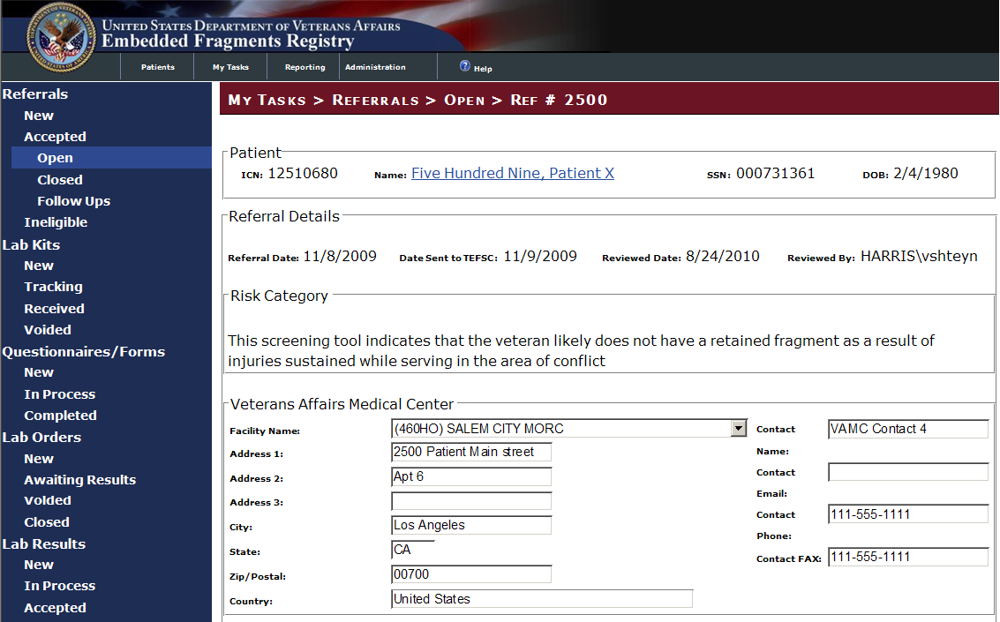 UNITED STATES DEPARTMENT OF VETERANS AFFAIRS
Embedded Fragments Registry
Patients My Tasks Reporting Administration ? Help
Referrals
New
Accepted
Open
Closed
Follow Ups
Ineligible
Lab Kits
New
Tracking
Received
Voided
Questionnaires/Forms
New
In Process
Completed
Lab Orders
New
Awaiting Results
Voided
Closed
Lab Results
New
In Process
Accepted
MY TASKS > REFERRALS > OPEN > REF # 2500
Patient
ICN: 12510680 Name: Five Hundred Nine, Patient X SSN: 000731361 DOB: 2/4/1980
Referral Details
Referral Date: 11/8/2009 Date Sent to TEFSC: 11/9/2009 Reviewed Date: 8/24/2010 Reviewed By: HARRIS\vshteyn
Risk Category
This screening tool indicates that the veteran likely does not have a retained fragment as a result of
injuries sustained while serving in the area of conflict
Veterans Affairs Medical Center
Facility Name: (460HO) SALEM CITY MORC
Address 1: 2500 Patient Main street
Address 2: Apt 6
Address 3:
City: Los Angeles
State: CA
Zip/Postal: 00700
Country: United States
Contact VAMC Contact 4
Name:
Contact
Email:
Contact 111-555-1111
Phone:
Contact FAX: 111-555-1111